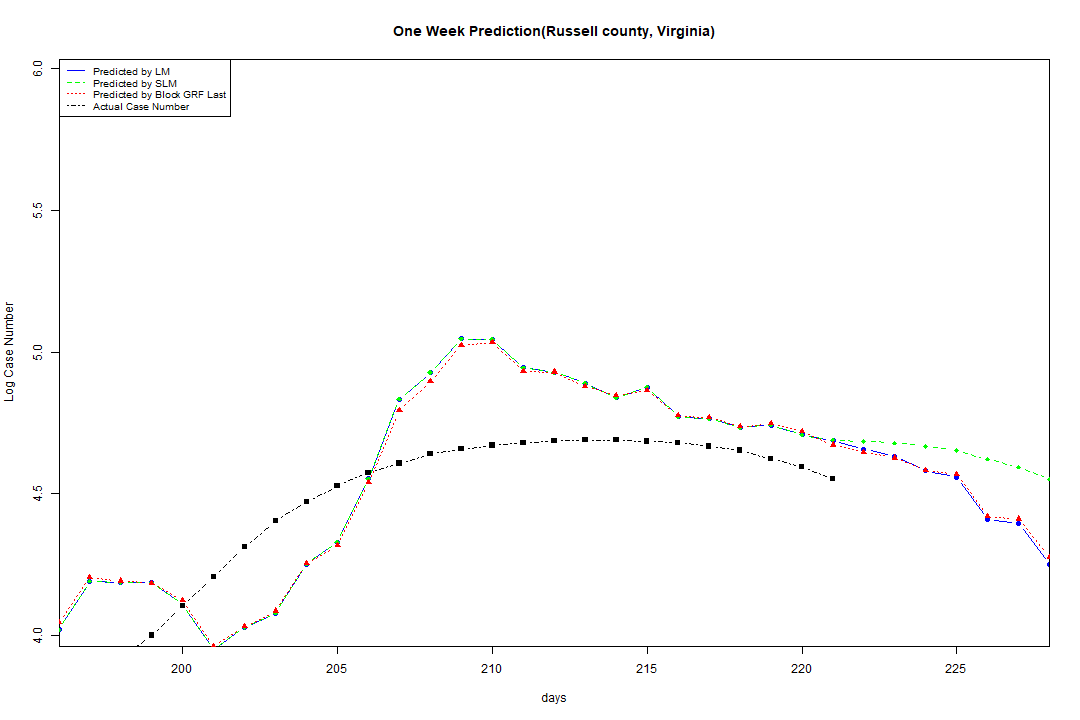 One Week Prediction(Russell county, Virginia)
Predicted by LM
Predicted by SLM
Predicted by Block GRF Last
Actual Case Number
6.0
5.5
5.0
4.5
4.0
Log Case Number
200 205 210 215 220 225
days